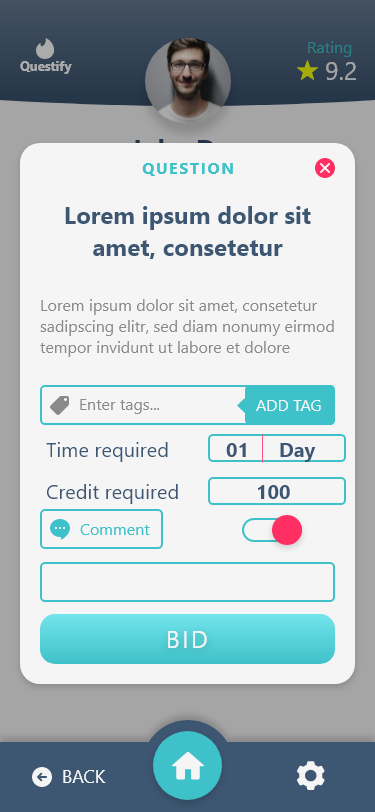 Rating
Questify
9.2
QUESTION
Lorem ipsum dolor sit
amet, consetetur
Lorem ipsum dolor sit amet, consetetur
sadipscing elitr, sed diam nonumy eirmod
tempor invidunt ut labore et dolore
Enter tags... ADD TAG
Time required 01 Day
Credit required 100
Comment
BID
BACK